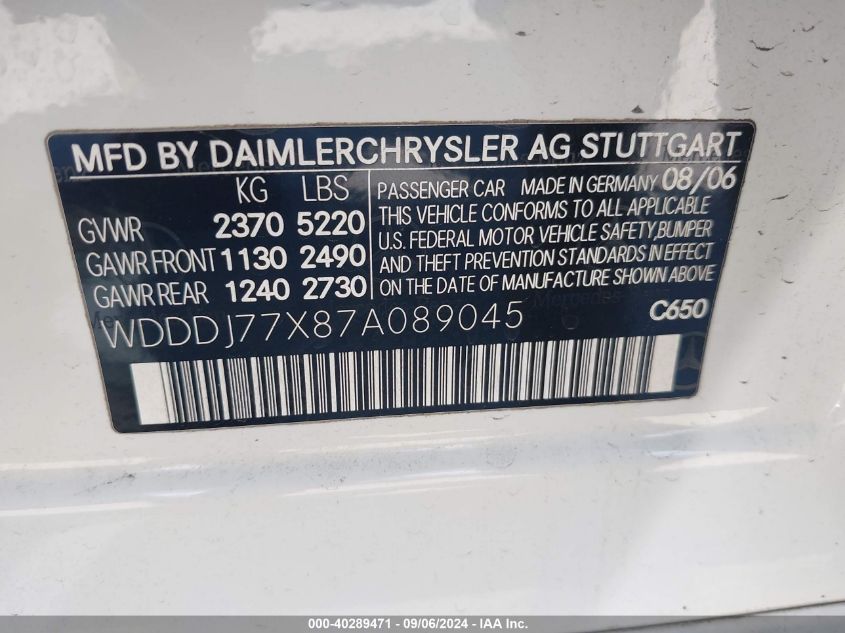 MFD BY DAIMLERCHRYSLER AG STUTTGART
KG LBS
GVWR 2370 5220
GAWR FRONT 1130 2490
GAWR REAR 1240 2730
PASSENGER CAR MADE IN GERMANY 08/06
THIS VEHICLE CONFORMS TO ALL APPLICABLE
U.S. FEDERAL MOTOR VEHICLE SAFETY,BUMPER
AND THEFT PREVENTION STANDARDS IN EFFECT
ON THE DATE OF MANUFACTURE SHOWN ABOVE
WDDDJ77X87A089045 C650
000-40289471 - 09/06/2024 - IAA Inc.